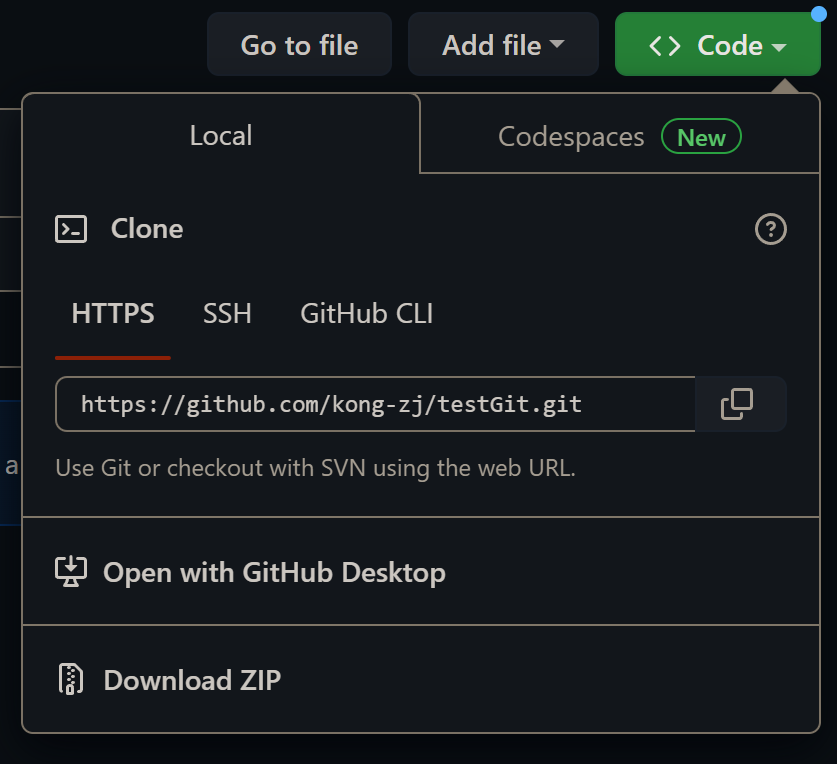 Go to file Add file Code
Local Codespaces New
Clone
HTTPS SSH GitHub CLI
https://github.com/kong-zj/testGit.git
Use Git or checkout with SVN using the web URL.
a
Open with GitHub Desktop
Download ZIP